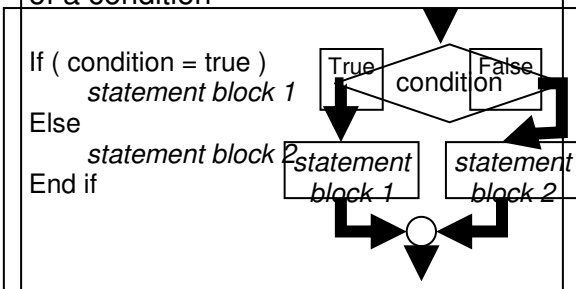 of a condition
If ( condition = true )
statement block 1
Else
statement block 2
End if
True
condition
False
statement
block 1
statement
block 2